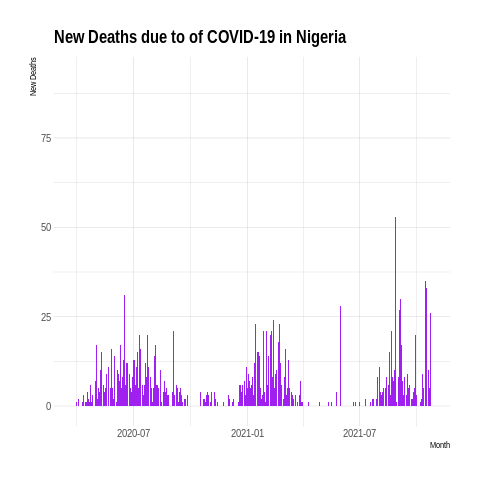 New Deaths due to of COVID-19 in Nigeria
New Deaths
75
50
25
0
2020-07
2021-01
2021-07
Month